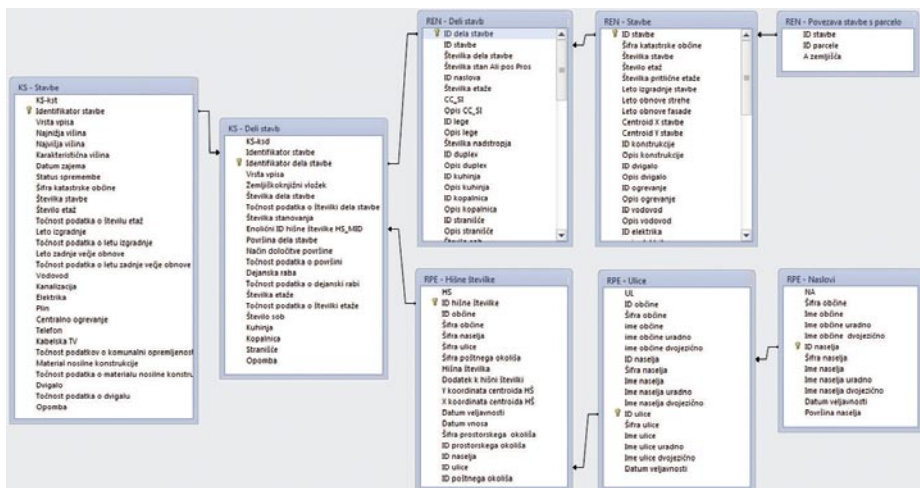 KS - Stavbe
KS-kst
Identifikator stavbe
Vrsta vpisa
Najnižja višina
Najvišja višina
Karakteristična višina
Datum zajema
Status spremembe
Šifra katastrske občine
Številka stavbe
Število etaž
Točnost podatka o številu etaž
Leto izgradnje
Točnost podatka o letu izgradnje
Leto zadnje večje obnove
Točnost podatka o letu zadnje večje obnove
Vodovod
Kanalizacija
Elektrika
Plin
Centralno ogrevanje
Telefon
Kabelska TV
Točnost podatkov o komunalni opremljenost
Material nosilne konstrukcije
Točnost podatka o materialu nosilne konstru
Dvigalo
Točnost podatka o dvigalu
Opomba
KS - Deli stavb
KS-ksd
Identifikator stavbe
Identifikator dela stavbe
Vrsta vpisa
Zemljiškoknjižni vložek
Številka dela stavbe
Točnost podatka o številki dela stavbe
Številka stanovanja
Enolični ID hišne številke HS_MID
Površina dela stavbe
Način določitve površine
Točnost podatka o površini
Dejanska raba
Točnost podatka o dejanski rabi
Številka etaže
Točnost podatka o številki etaže
Število sob
Kuhinja
Kopalnica
Stranišče
Opomba
REN - Deli stavb
ID dela stavbe
ID stavbe
Številka dela stavbe
Številka stan Ali pos Pros
ID naslova
Številka etaže
CC_SI
Opis CC_SI
ID lege
Opis lege
Številka nadstropja
ID duplex
Opis duplex
ID kuhinja
Opis kuhinja
ID kopalnica
Opis kopalnica
ID stranišče
Opis stranišče
Število sob
REN - Stavbe
ID stavbe
Šifra katastrske občine
Številka stavbe
Število etaž
Številka pritlične etaže
Leto izgradnje stavbe
Leto obnove strehe
Leto obnove fasade
Centroid X stavbe
Centroid Y stavbe
ID konstrukcije
Opis konstrukcije
ID dvigalo
Opis dvigalo
ID ogrevanje
Opis ogrevanje
ID vodovod
Opis vodovod
ID elektrika
REN - Povezava stavbe s parcelo
ID stavbe
ID parcele
A zemljišča
RPE - Hišne številke
HS
ID hišne številke
ID občine
Šifra občine
Šifra naselja
Šifra ulice
Šifra poštnega okoliša
Hišna številka
Dodatek k hišni številki
Y koordinata centroida HŠ
X koordinata centroida HŠ
Datum veljavnosti
Datum vnosa
Šifra prostorskega okoliša
ID prostorskega okoliša
ID naselja
ID ulice
ID poštnega okoliša
RPE - Ulice
UL
ID občine
Šifra občine
ime občine
ime občine uradno
ime občine dvojezično
ID naselja
Šifra naselja
Ime naselja
Ime naselja uradno
Ime naselja dvojezično
ID ulice
Šifra ulice
Ime ulice
Ime ulice uradno
Ime ulice dvojezično
Datum veljavnosti
RPE - Naslovi
NA
Šifra občine
Ime občine
Ime občine uradno
Ime občine dvojezično
ID naselja
Šifra naselja
Ime naselja
Ime naselja uradno
Ime naselja dvojezično
Datum veljavnosti
Površina naselja